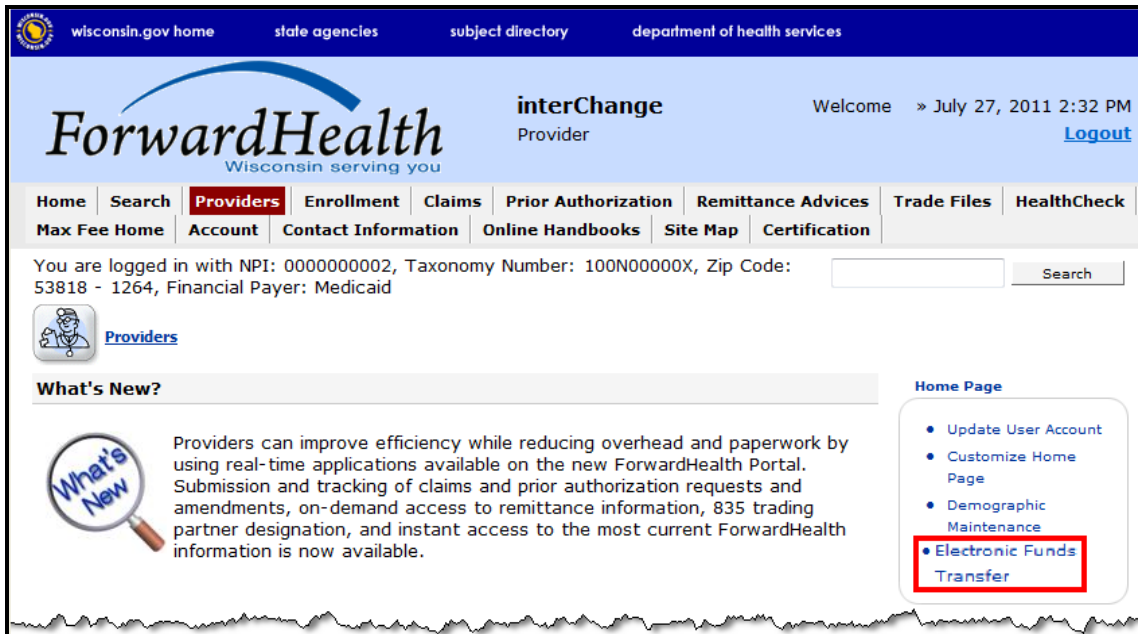 wisconsin.gov home state agencies subject directory department of health services
ForwardHealth
Wisconsin serving you
interChange
Provider
Welcome » July 27, 2011 2:32 PM
Logout
Home Search Providers Enrollment Claims Prior Authorization Remittance Advices Trade Files HealthCheck
Max Fee Home Account Contact Information Online Handbooks Site Map Certification
You are logged in with NPI: 0000000002, Taxonomy Number: 100N00000X, Zip Code:
53818 - 1264, Financial Payer: Medicaid
Search
Providers
What's New?
What's
New
Providers can improve efficiency while reducing overhead and paperwork by
using real-time applications available on the new ForwardHealth Portal.
Submission and tracking of claims and prior authorization requests and
amendments, on-demand access to remittance information, 835 trading
partner designation, and instant access to the most current ForwardHealth
information is now available.
Home Page
• Update User Account
• Customize Home
Page
• Demographic
Maintenance
• Electronic Funds
Transfer